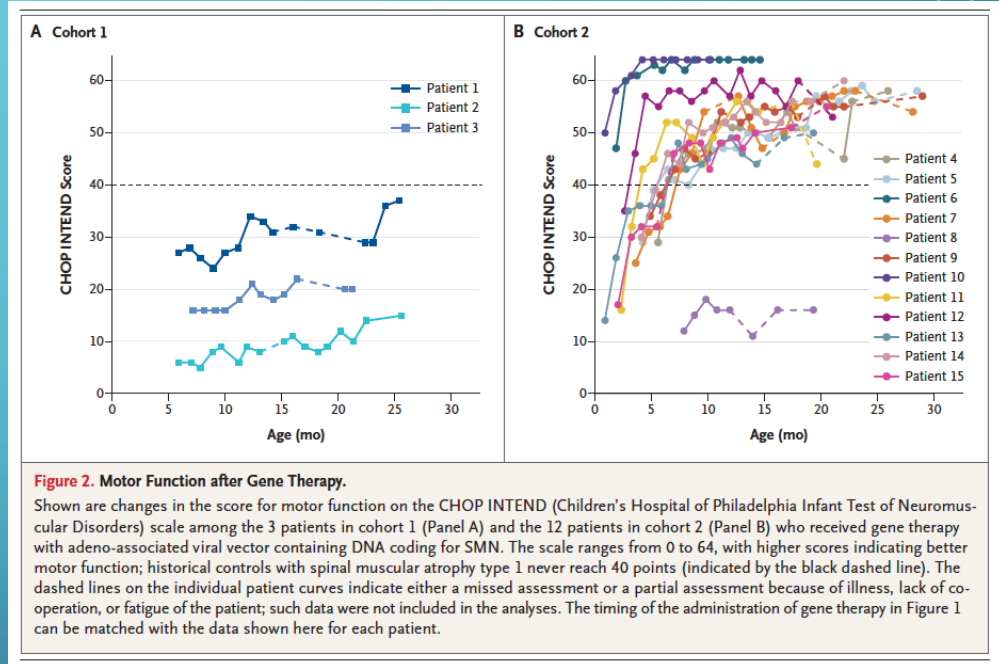 A Cohort 1
CHOP INTEND Score
60
50
40
30
20
10
0
Patient 1
Patient 2
Patient 3
0 5 10 15 20 25 30
Age (mo)
B Cohort 2
CHOP INTEND Score
60
50
40
30
20
10
0
Patient 4
Patient 5
Patient 6
Patient 7
Patient 8
Patient 9
Patient 10
Patient 11
Patient 12
Patient 13
Patient 14
Patient 15
0 5 10 15 20 25 30
Age (mo)
Figure 2. Motor Function after Gene Therapy.
Shown are changes in the score for motor function on the CHOP INTEND (Children's Hospital of Philadelphia Infant Test of Neuromus-
cular Disorders) scale among the 3 patients in cohort 1 (Panel A) and the 12 patients in cohort 2 (Panel B) who received gene therapy
with adeno-associated viral vector containing DNA coding for SMN. The scale ranges from 0 to 64, with higher scores indicating better
motor function; historical controls with spinal muscular atrophy type 1 never reach 40 points (indicated by the black dashed line). The
dashed lines on the individual patient curves indicate either a missed assessment or a partial assessment because of illness, lack of co-
operation, or fatigue of the patient; such data were not included in the analyses. The timing of the administration of gene therapy in Figure 1
can be matched with the data shown here for each patient.